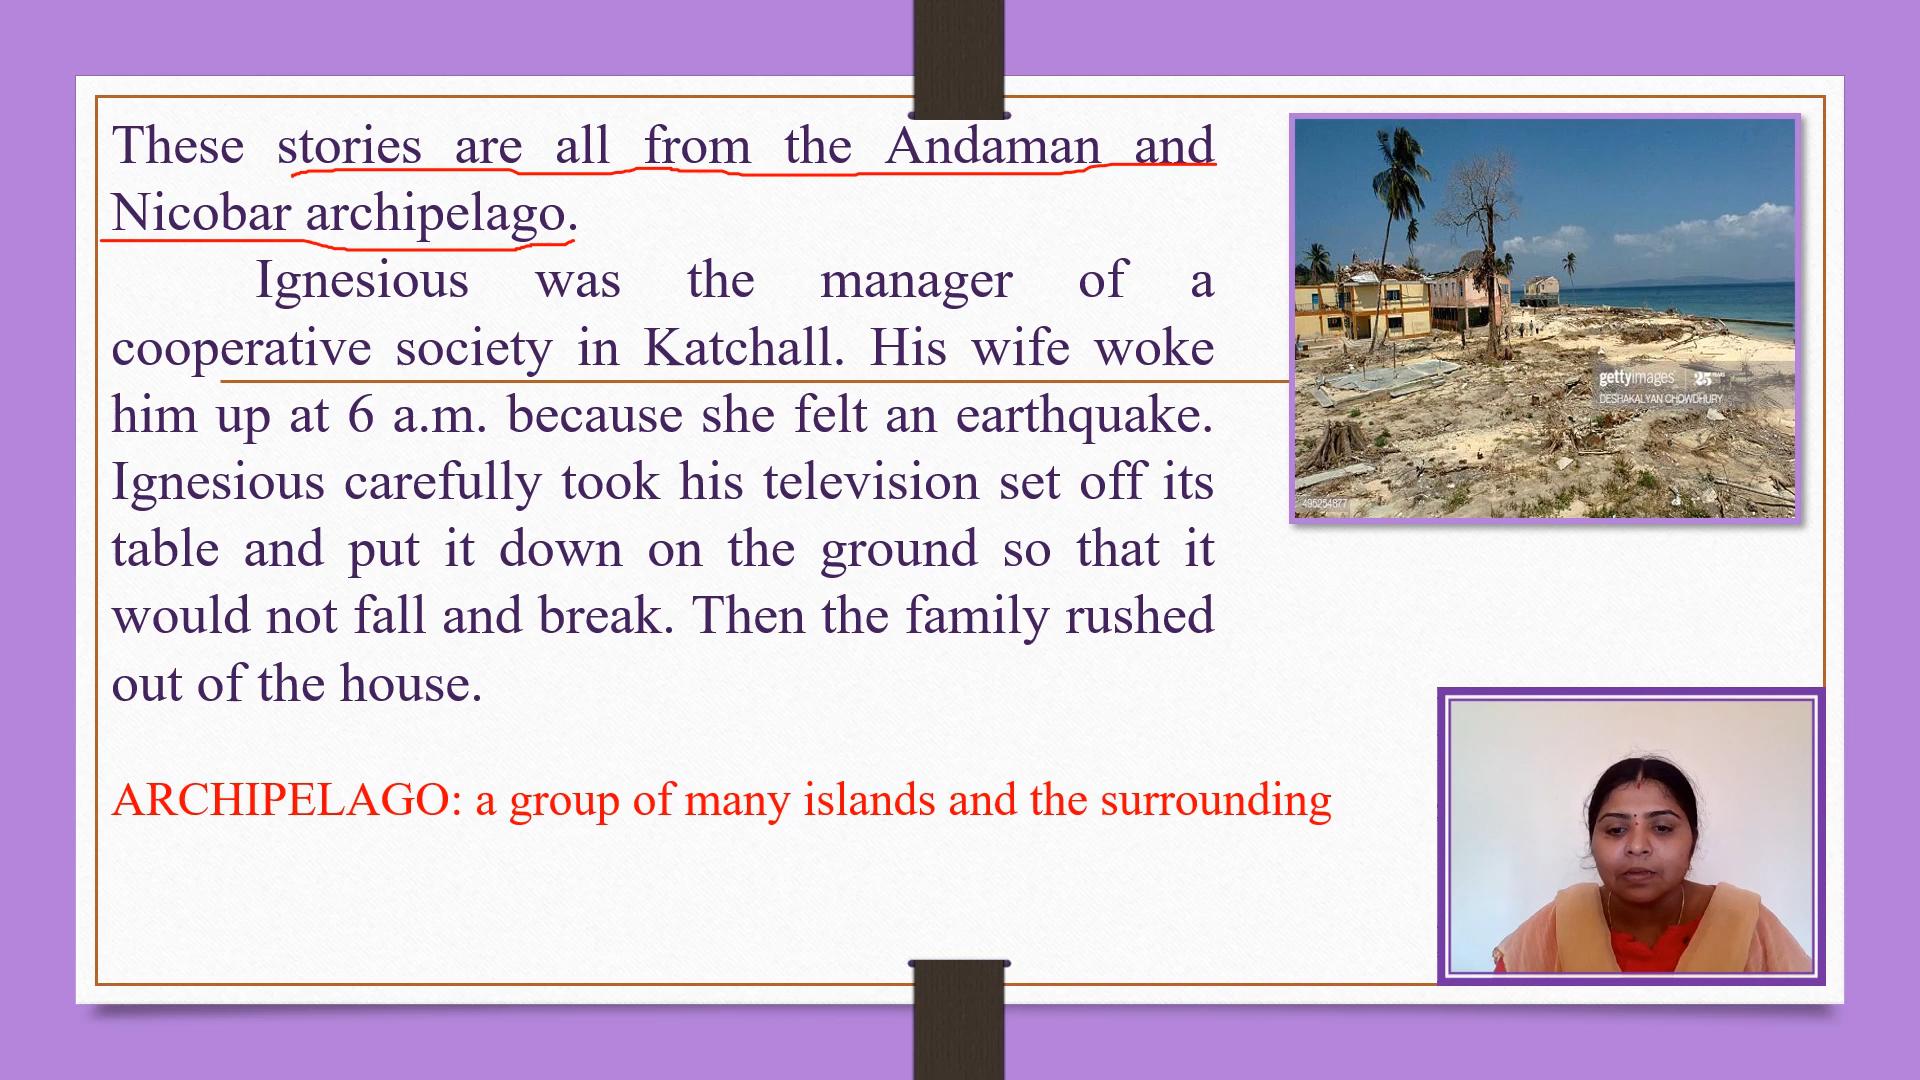 These stories are all from the Andaman and
Nicobar archipelago.
Ignesious was the manager of a
cooperative society in Katchall. His wife woke
him up at 6 a.m. because she felt an earthquake.
Ignesious carefully took his television set off its
table and put it down on the ground so that it
would not fall and break. Then the family rushed
out of the house.
ARCHIPELAGO: a group of many islands and the surrounding
gettyimages
25
DESHAKALYAN CHOWDHURY
495254877